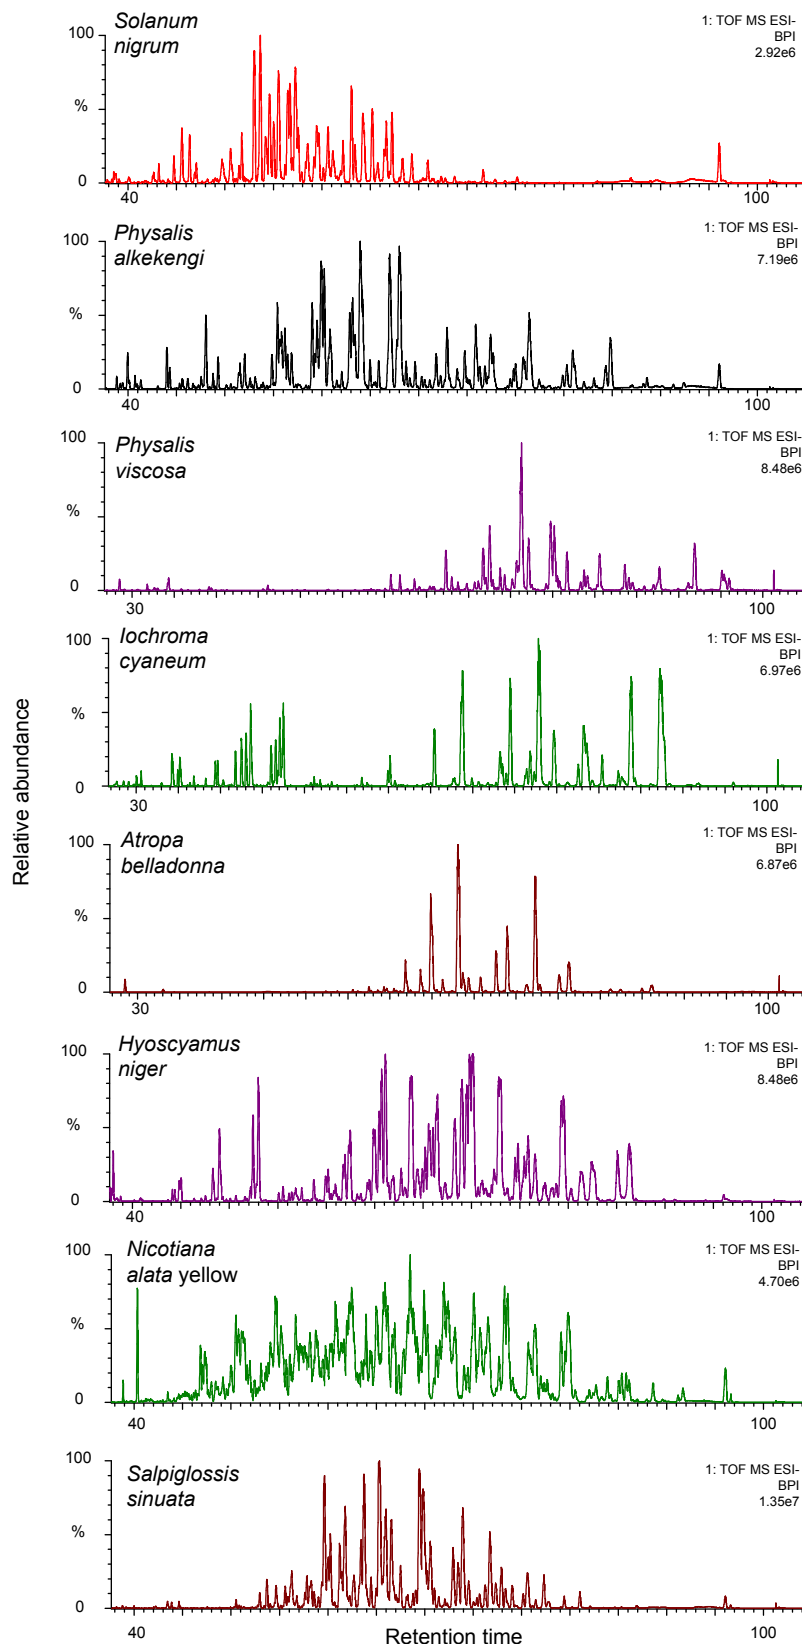 Solanum
nigrum
1: TOF MS ESI-
BPI
2.92e6
100
%
0
40
100
Physalis
alkekengi
1: TOF MS ESI-
BPI
7.19e6
100
%
0
40
100
Physalis
viscosa
1: TOF MS ESI-
BPI
8.48e6
100
%
0
30
100
Iochroma
cyaneum
1: TOF MS ESI-
BPI
6.97e6
100
%
0
30
100
Relative abundance
Atropa
belladonna
1: TOF MS ESI-
BPI
6.87e6
100
%
0
30
100
Hyoscyamus
niger
1: TOF MS ESI-
BPI
8.48e6
100
%
0
40
100
Nicotiana
alata yellow
1: TOF MS ESI-
BPI
4.70e6
100
%
0
40
100
Salpiglossis
sinuata
1: TOF MS ESI-
BPI
1.35e7
100
%
0
40
100
Retention time